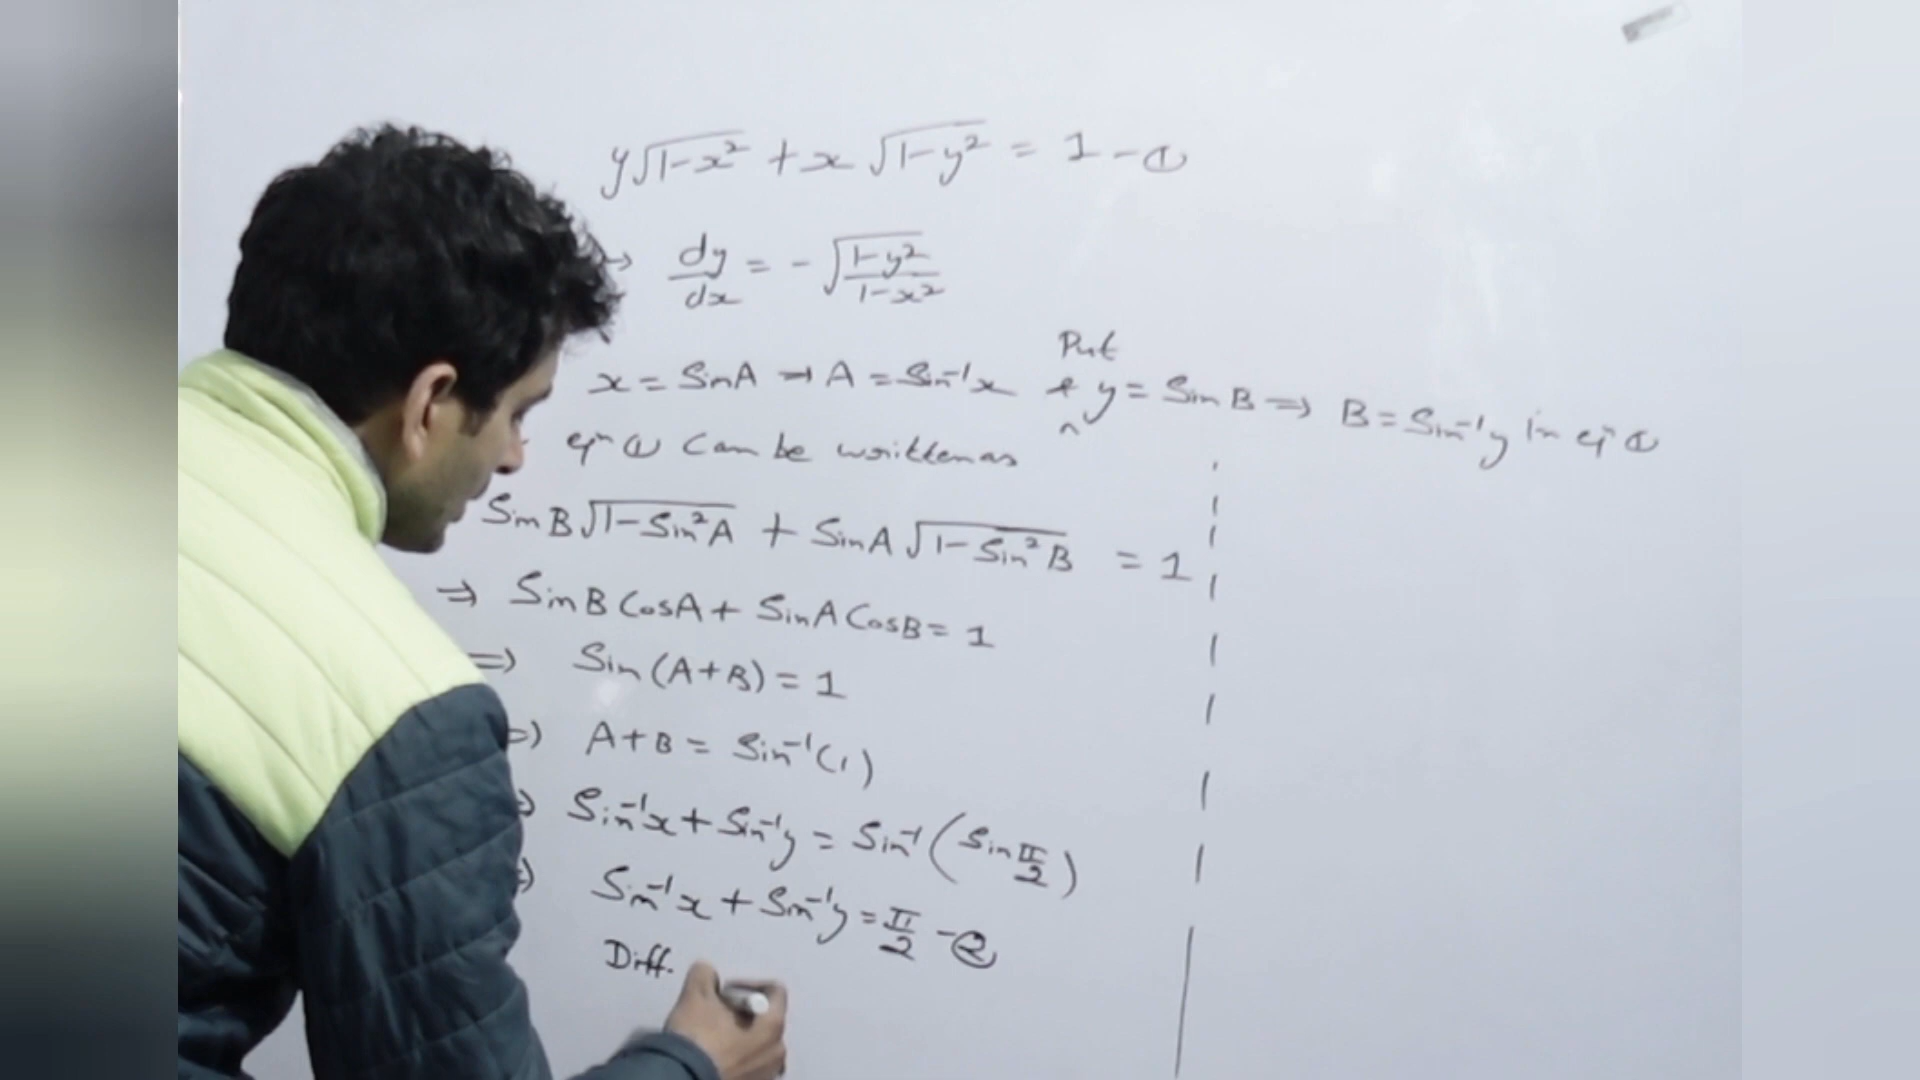 y√1-x² + x√1-y² = 1 - ①
→ dy/dx = -√(1-y²/1-x²)
x = SinA → A = Sin⁻¹x & Put y = Sin B ⇒ B = Sin⁻¹y in eqⁿ ①
eqⁿ ① Can be written as
Sin B√1-Sin²A + SinA√1-Sin²B = 1
⇒ SinB CosA + SinA CosB = 1
⇒ Sin(A+B) = 1
⇒ A+B = Sin⁻¹(1)
⇒ Sin⁻¹x + Sin⁻¹y = Sin⁻¹(Sin π/2)
⇒ Sin⁻¹x + Sin⁻¹y = π/2 - ②
Diff.